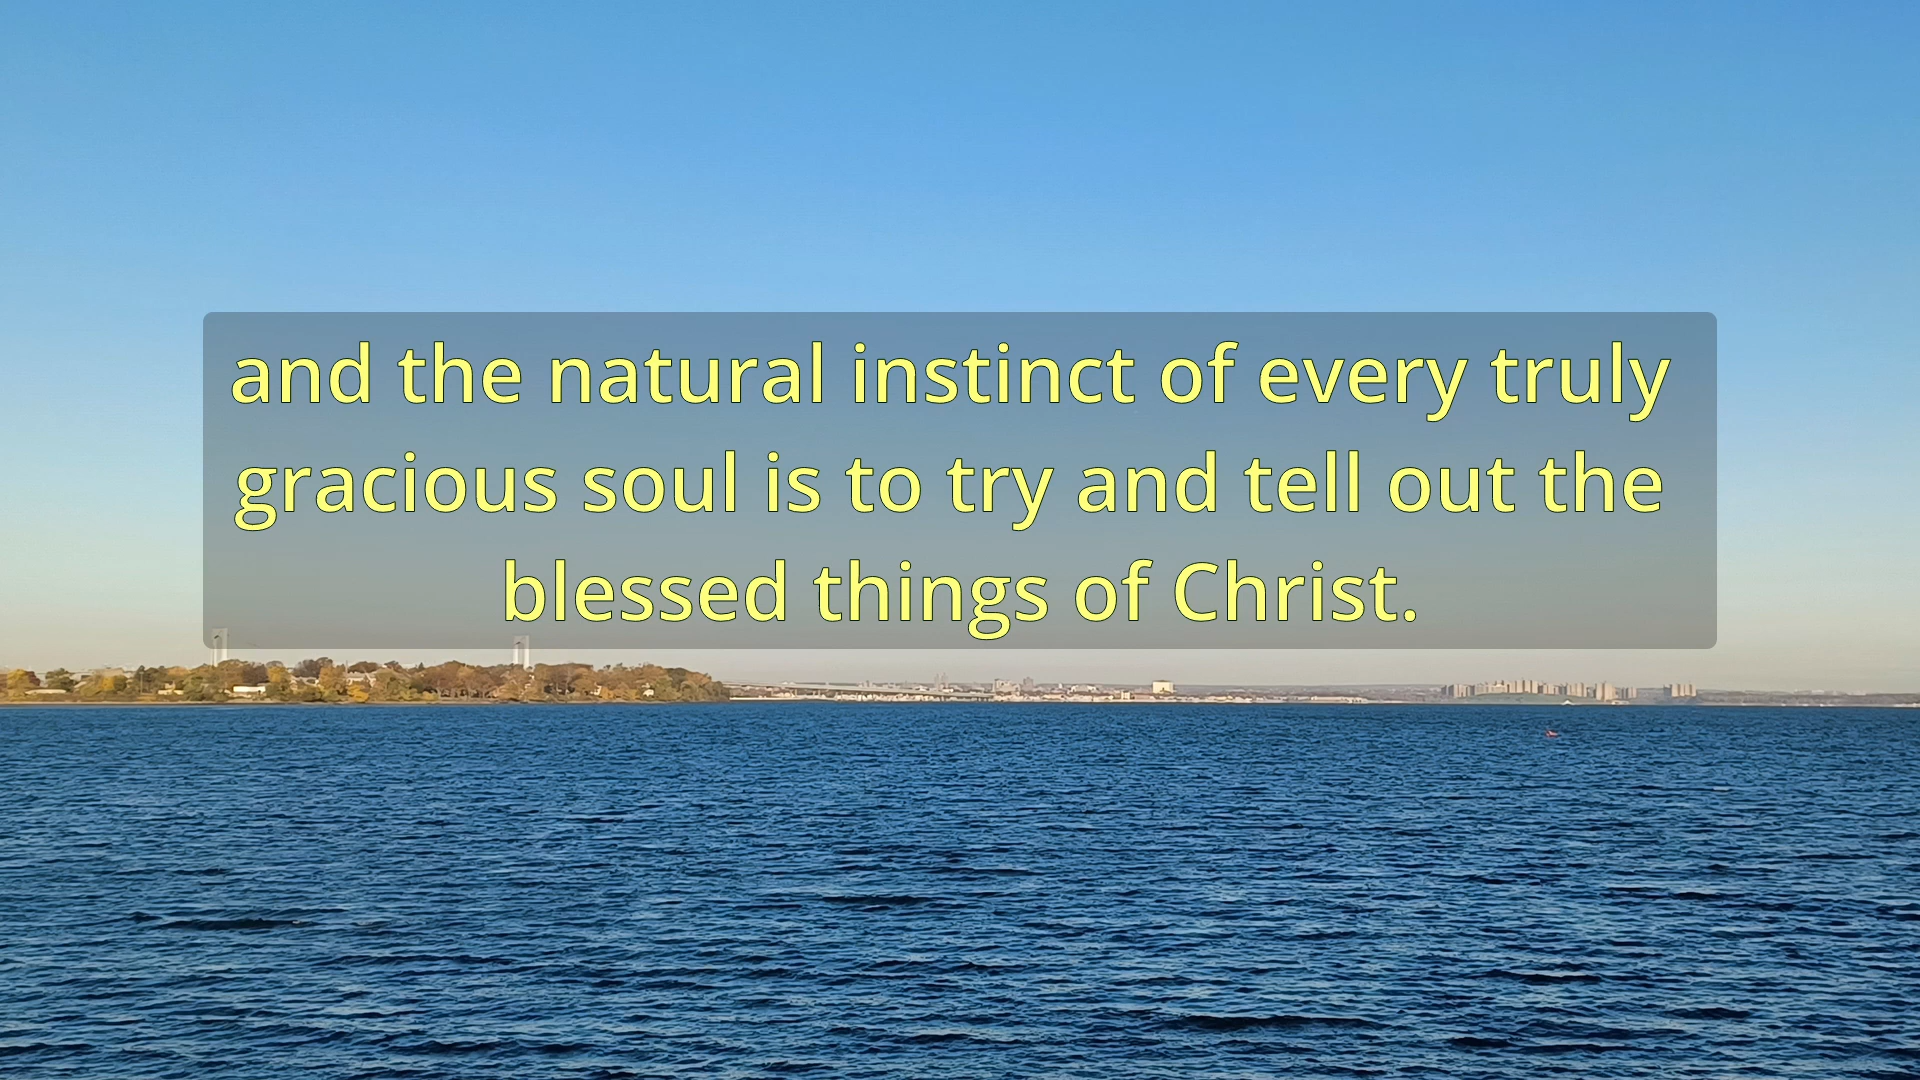 and the natural instinct of every truly
gracious soul is to try and tell out the
blessed things of Christ.